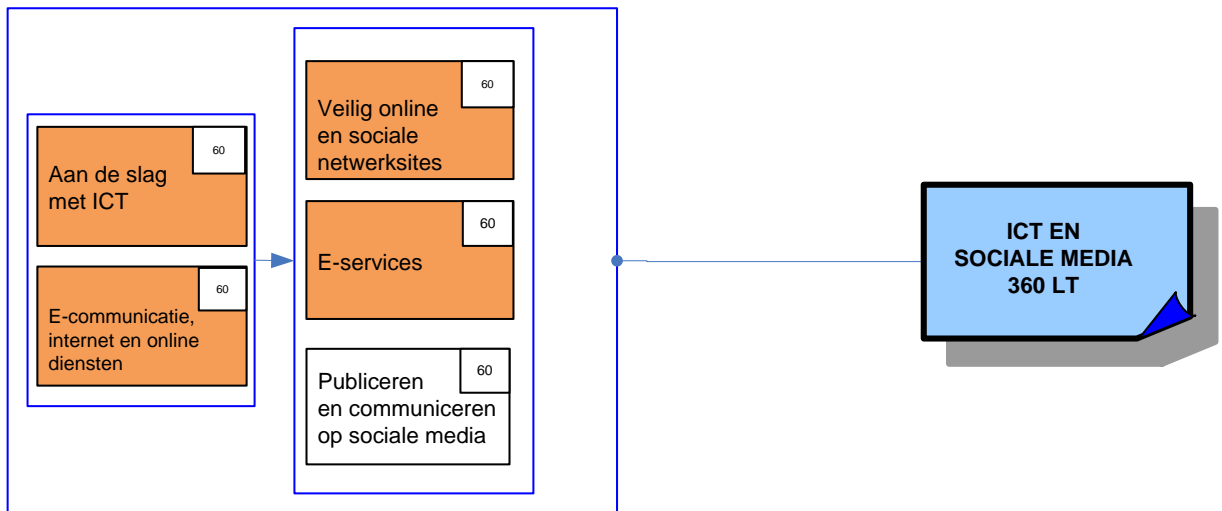 60
Aan de slag
met ICT
60
E-communicatie,
internet en online
diensten
60
Veilig online
en sociale
netwerksites
60
E-services
60
Publiceren
en communiceren
op sociale media
ICT EN
SOCIALE MEDIA
360 LT